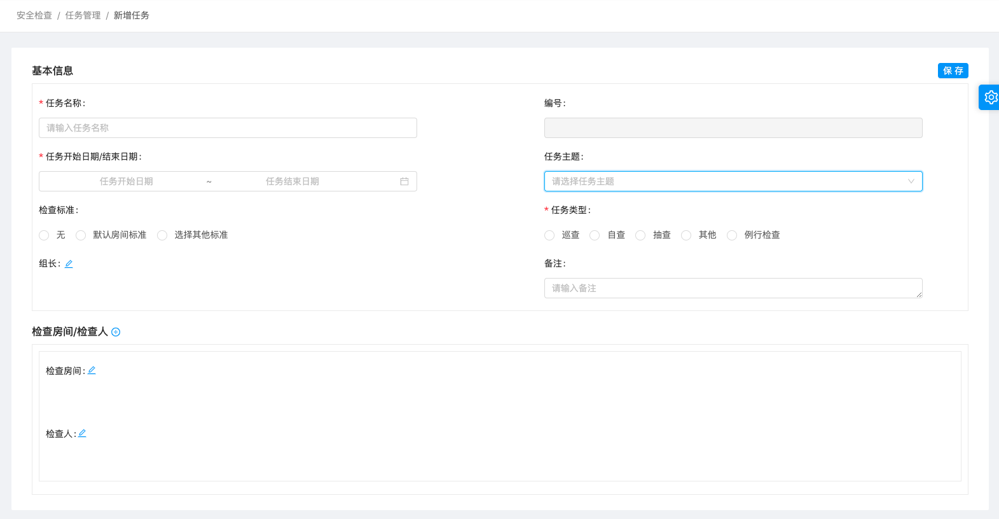 安全检查 / 任务管理 / 新增任务
基本信息
保 存
* 任务名称:
编号:
请输入任务名称
* 任务开始日期/结束日期:
任务主题:
任务开始日期 ~ 任务结束日期
请选择任务主题
检查标准:
* 任务类型:
无 默认房间标准 选择其他标准
巡查 自查 抽查 其他 例行检查
组长:
备注:
请输入备注
检查房间/检查人
检查房间:
检查人: